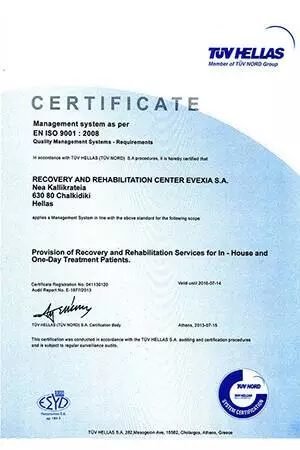 TÜV HELLAS
Member of TÜV NORD Group
CERTIFICATE
Management system as per
EN ISO 9001 : 2008
Quality Management Systems - Requirements
In accordance with TÜV HELLAS (TÜV NORD) S.A procedures, it is hereby certified that
RECOVERY AND REHABILITATION CENTER EVEXIA S.A.
Nea Kallikrateia
630 80 Chalkidiki
Hellas
applies a Management System in line with the above standard for the following scope
Provision of Recovery and Rehabilitation Services for In - House and
One-Day Treatment Patients.
Certificate Registration No. 041130120
Audit Report No. E-1977/2013
Valid until 2016-07-14
TÜV HELLAS (TÜV NORD) S.A. Certification Body
Athens, 2013-07-15
This certification was conducted in accordance with the TÜV HELLAS S.A. auditing and certification procedures
and is subject to regular surveillance audits.
ESYD
TÜV NORD
SYSTEM CERTIFICATION
TÜV HELLAS S.A. 282, Mesogeion Ave, 15562, Cholargos, Athens, Greece